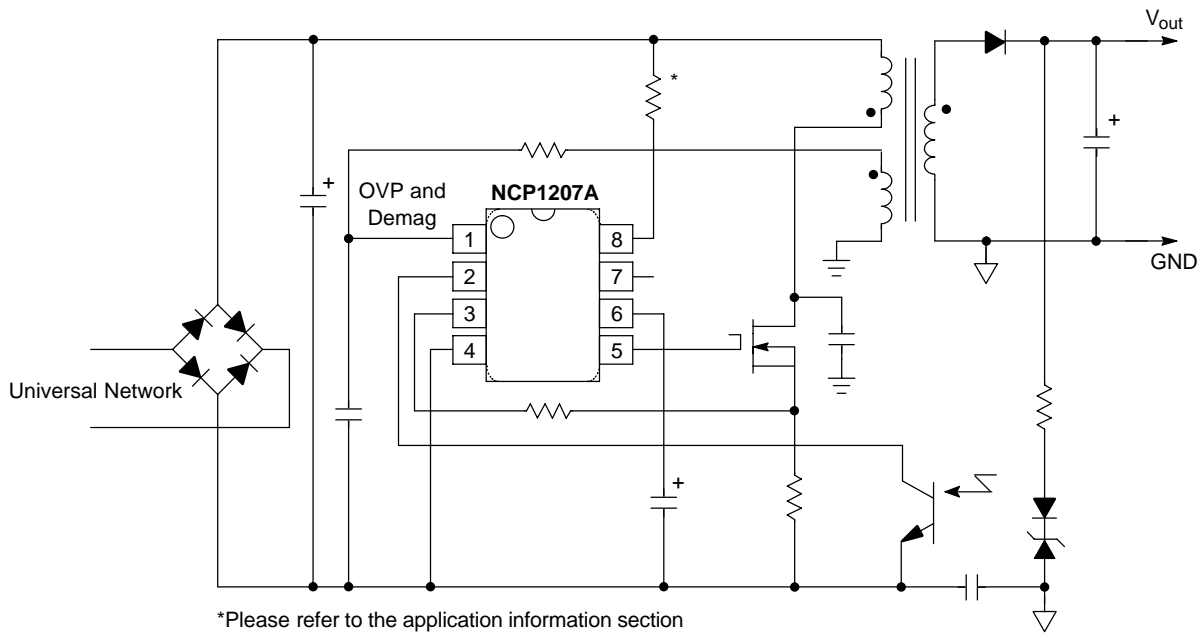 V_out
+
*
+
+
OVP and
Demag
NCP1207A
1
8
2
7
3
6
4
5
GND
Universal Network
+
*Please refer to the application information section